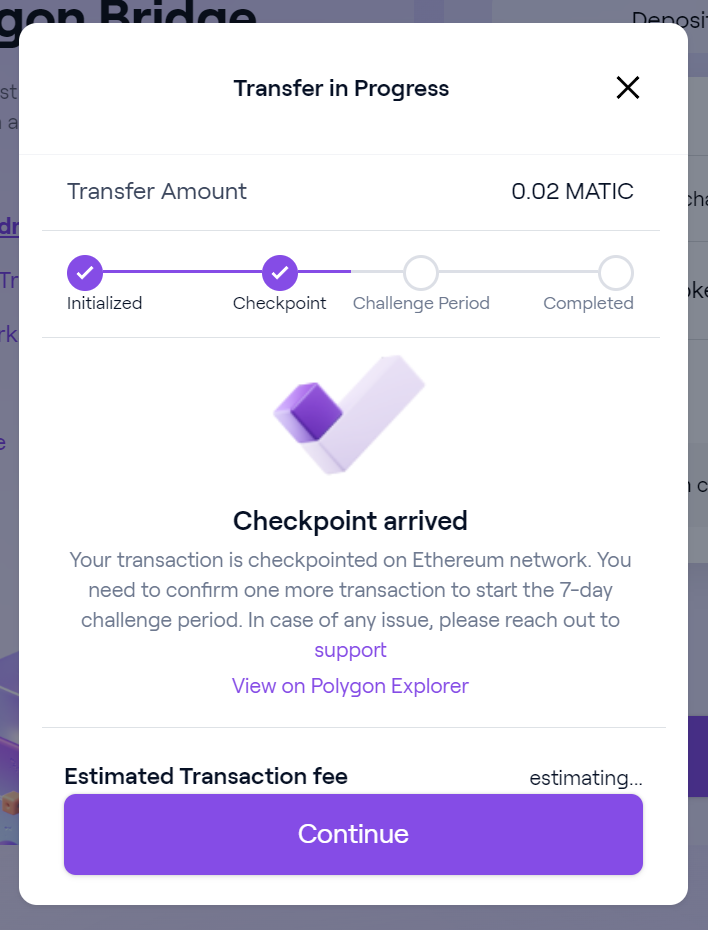 gon Bridge
Deposit
Transfer in Progress
Transfer Amount 0.02 MATIC
Initialized Checkpoint Challenge Period Completed
Checkpoint arrived
Your transaction is checkpointed on Ethereum network. You
need to confirm one more transaction to start the 7-day
challenge period. In case of any issue, please reach out to
support
View on Polygon Explorer
Estimated Transaction fee estimating...
Continue